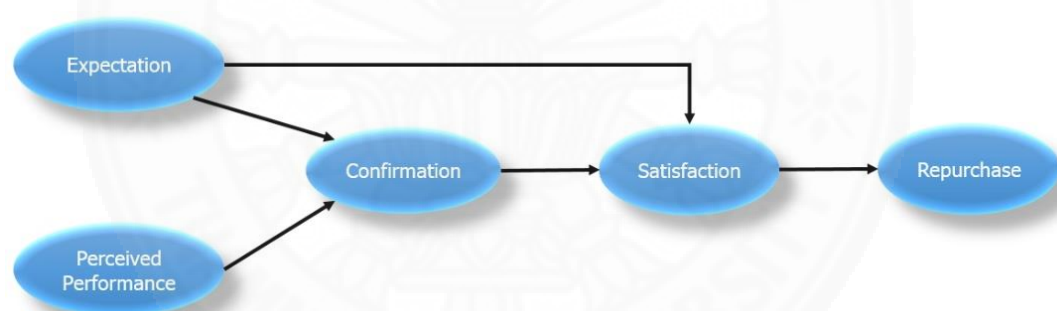 Expectation
Confirmation
Satisfaction
Repurchase
Perceived
Performance